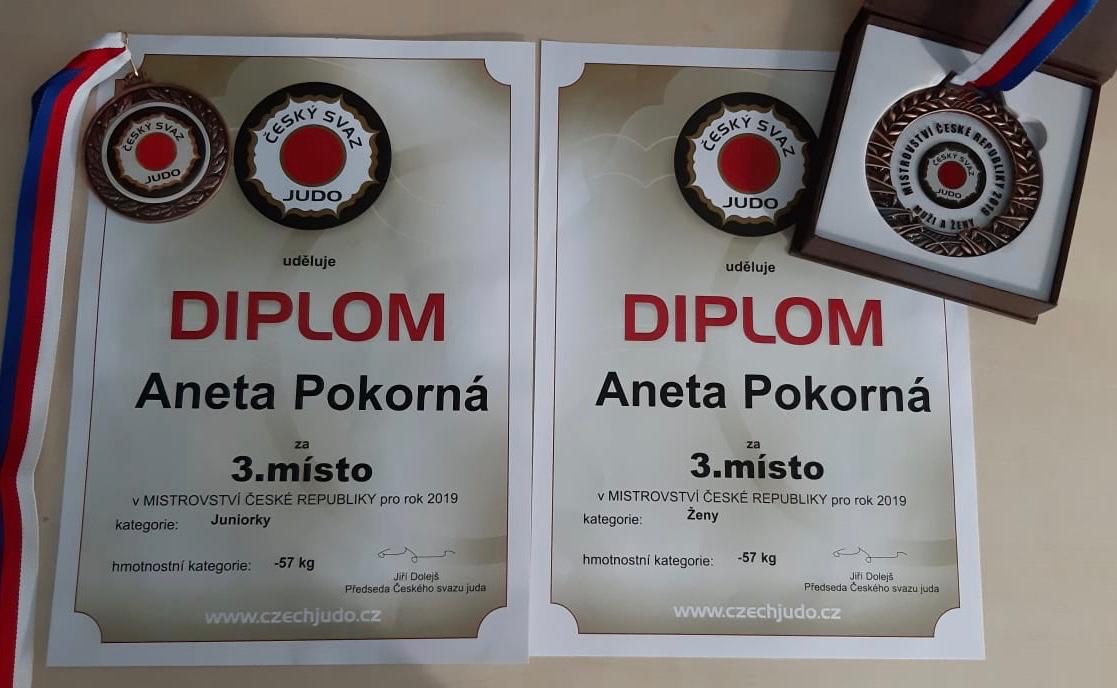 ČESKÝ SVAZ
JUDO
ČESKÝ SVAZ
JUDO
uděluje
DIPLOM
Aneta Pokorná
za
3.místo
v MISTROVSTVÍ ČESKÉ REPUBLIKY pro rok 2019
kategorie: Juniorky
hmotnostní kategorie: -57 kg
Jiří Dolejš
Předseda Českého svazu juda
www.czechjudo.cz
ČESKÝ SVAZ
JUDO
uděluje
DIPLOM
Aneta Pokorná
za
3.místo
v MISTROVSTVÍ ČESKÉ REPUBLIKY pro rok 2019
kategorie: Ženy
hmotnostní kategorie: -57 kg
Jiří Dolejš
Předseda Českého svazu juda
www.czechjudo.cz
MISTROVSTVÍ ČESKÉ REPUBLIKY 2019
MUŽI A ŽENY
ČESKÝ SVAZ
JUDO